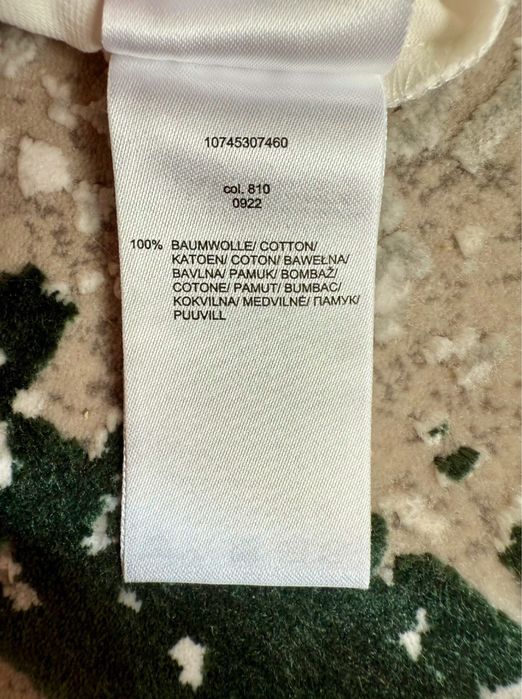 10745307460
col. 810
0922
100% BAUMWOLLE/ COTTON/
KATOEN/ COTON/ BAWEŁNA/
BAVLNA/ PAMUK/ BOMBAŽ/
COTONE/ PAMUT/ BUMBAC/
KOKVILNA/ MEDVILNĖ/ ПАМУК/
PUUVILL